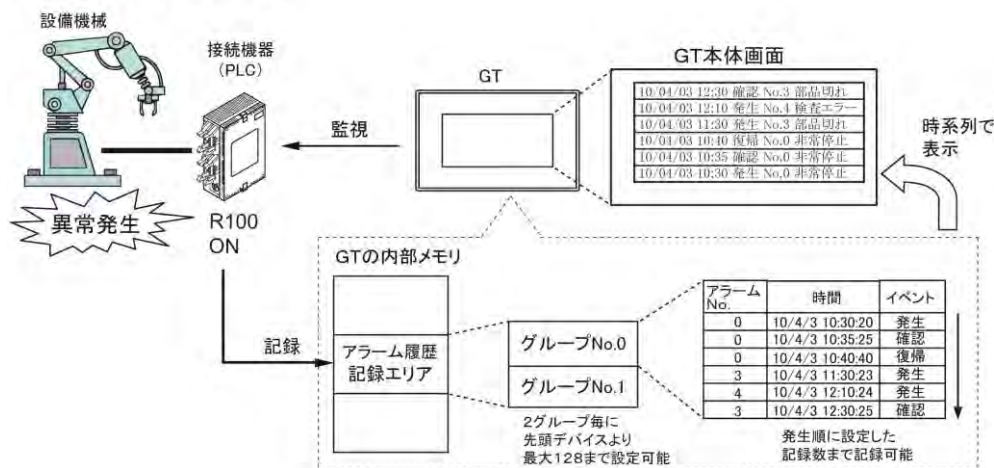 設備機械
接続機器
(PLC)
異常発生
R100
ON
監視
GT
GT本体画面
10/04/03 12:30 確認 No.3 部品切れ
10/04/03 12:10 発生 No.4 検査エラー
10/04/03 11:30 発生 No.3 部品切れ
10/04/03 10:40 復帰 No.0 非常停止
10/04/03 10:35 確認 No.0 非常停止
10/04/03 10:30 発生 No.0 非常停止
時系列で
表示
記録
GTの内部メモリ
アラーム履歴
記録エリア
グループNo.0
グループNo.1
2グループ毎に
先頭デバイスより
最大128まで設定可能
アラームNo. 時間 イベント
0 10/4/3 10:30:20 発生
0 10/4/3 10:35:25 確認
0 10/4/3 10:40:40 復帰
3 10/4/3 11:30:23 発生
4 10/4/3 12:10:24 発生
3 10/4/3 12:30:25 確認
発生順に設定した
記録数まで記録可能